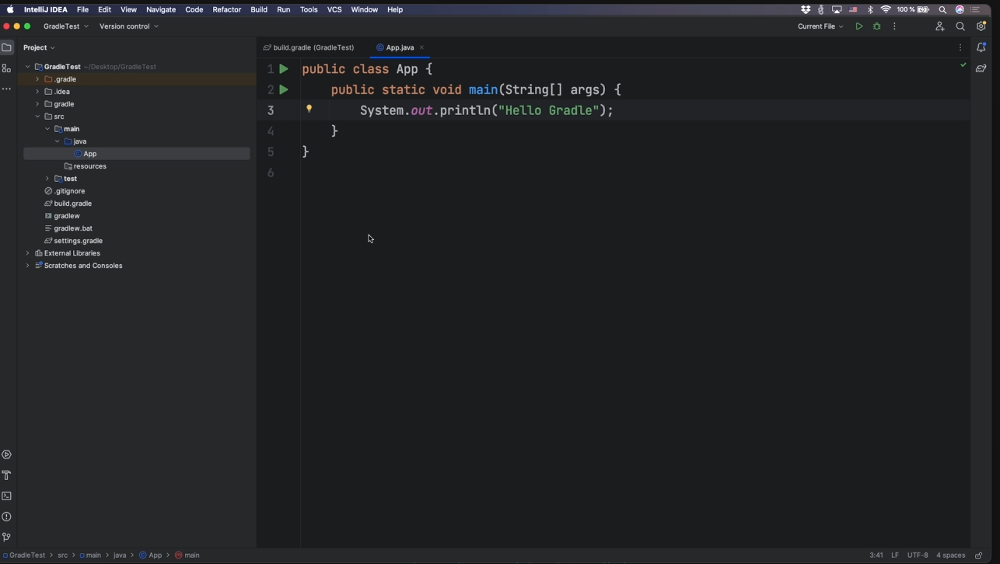 IntelliJ IDEA File Edit View Navigate Code Refactor Build Run Tools VCS Window Help 100 %
GradleTest Version control Current File
Project
build.gradle (GradleTest) App.java
GradleTest ~/Desktop/GradleTest
.gradle
.idea
gradle
src
main
java
App
resources
test
.gitignore
build.gradle
gradlew
gradlew.bat
settings.gradle
External Libraries
Scratches and Consoles
1 public class App {
2 public static void main(String[] args) {
3 System.out.println("Hello Gradle");
4 }
5 }
6
GradleTest > src > main > java > App > main 3:41 LF UTF-8 4 spaces